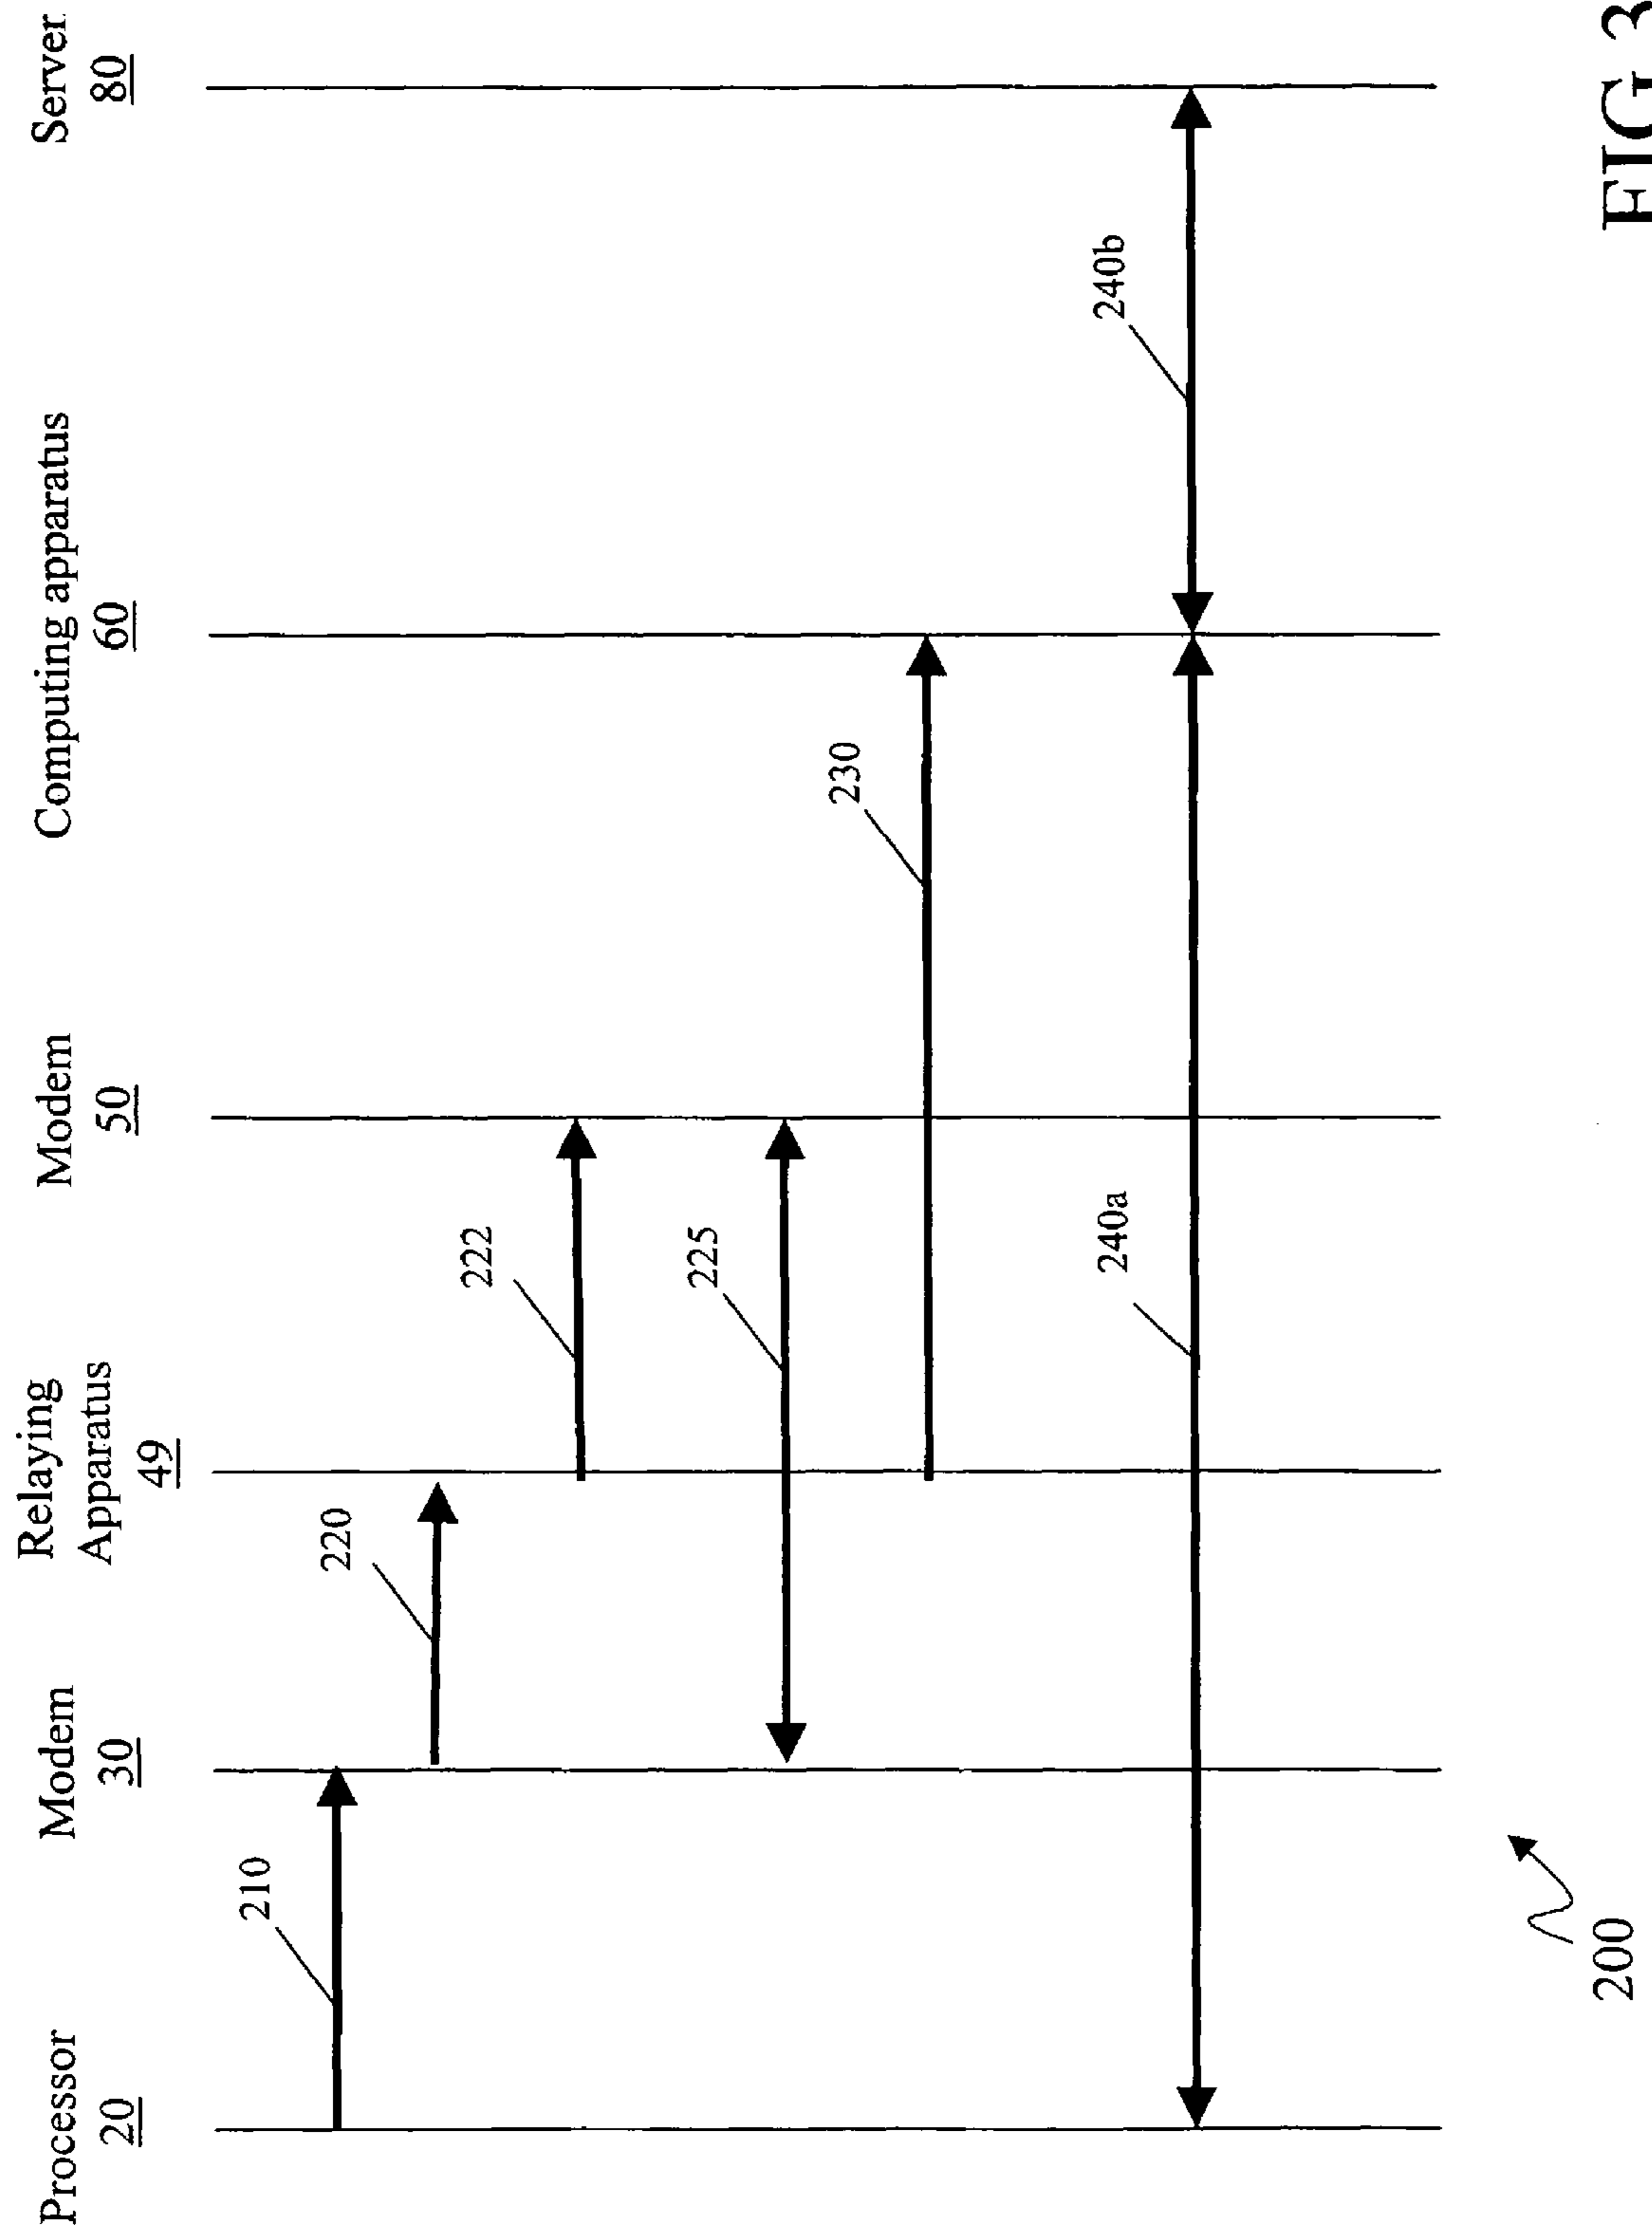 Processor
20
Modem
30
Relaying
Apparatus
49
Modem
50
Computing apparatus
60
Server
80
210
220
222
225
230
240a
240b
200
FIG 3